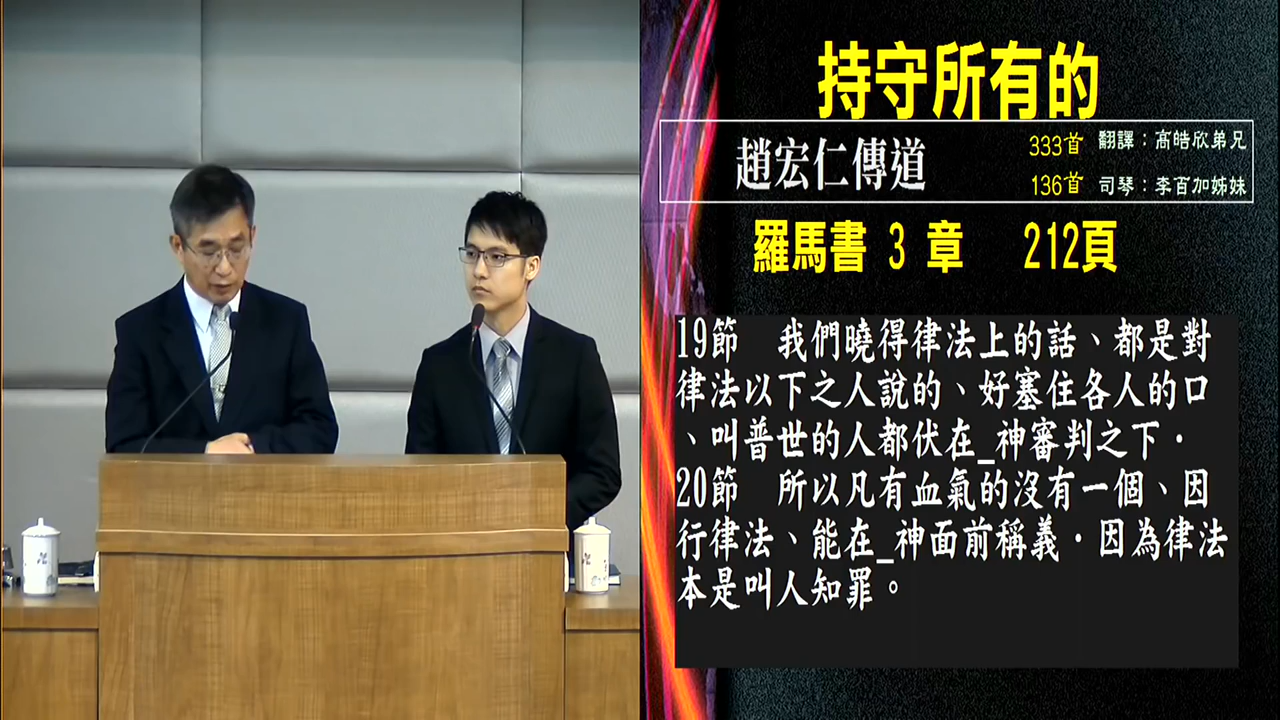 持守所有的
趙宏仁傳道 333首 翻譯：高皓欣弟兄
136首 司琴：李百加姊妹
羅馬書 3 章 212頁
19節 我們曉得律法上的話、都是對
律法以下之人說的、好塞住各人的口
、叫普世的人都伏在_神審判之下．
20節 所以凡有血氣的沒有一個、因
行律法、能在_神面前稱義．因為律法
本是叫人知罪。